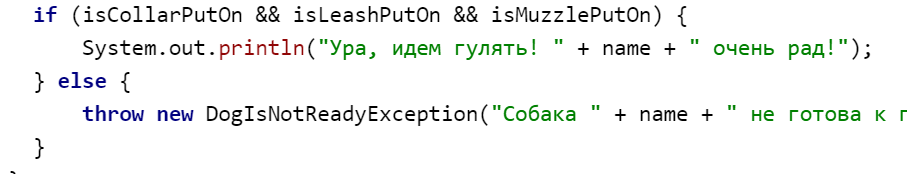 if (isCollarPutOn && isLeashPutOn && isMuzzlePutOn) {
System.out.println("Ура, идем гулять! " + name + " очень рад!");
} else {
throw new DogIsNotReadyException("Собака " + name + " не готова к
}